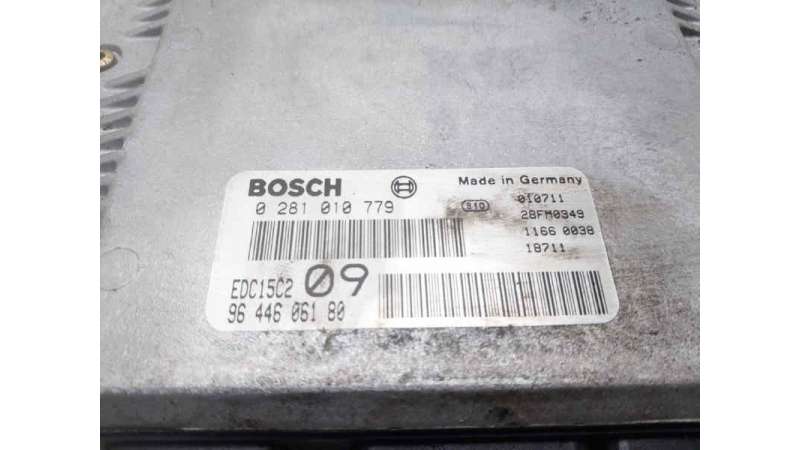 BOSCH
Made in Germany
0 281 010 779
S10
010711
28FM0349
1166 0038
18711
EDC15C2 09
96 446 061 80